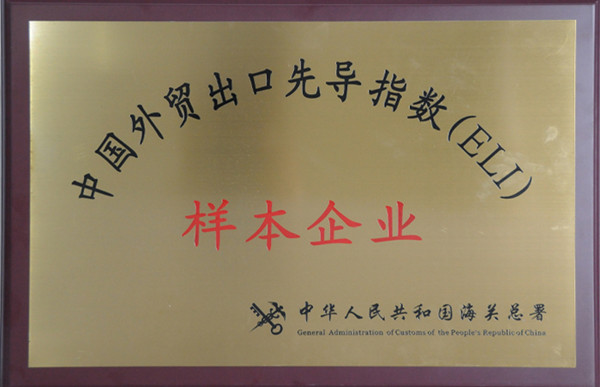 中国外贸出口先导指数(ELI)
样本企业
中华人民共和国海关总署
General Administration of Customs of the People's Republic of China